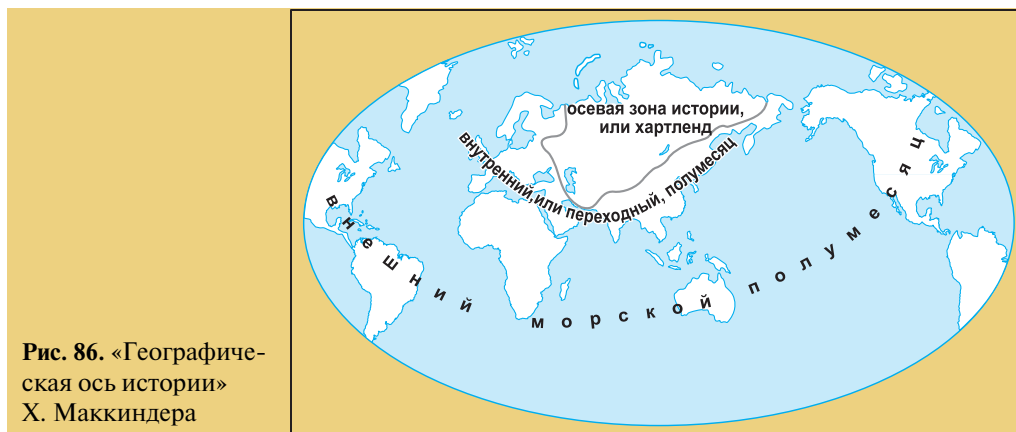 осевая зона истории,
или хартленд
внутренний,или переходный, полумесяц
внешний морской полумесяц
Рис. 86. «Географиче-
ская ось истории»
Х. Маккиндера